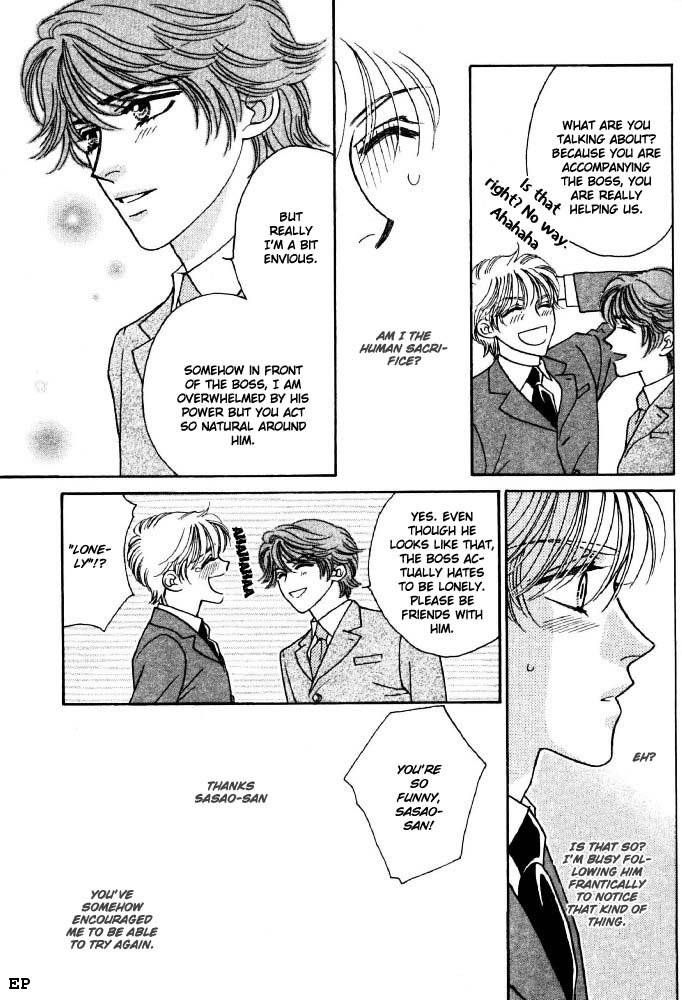 WHAT ARE YOU
TALKING ABOUT?
BECAUSE YOU ARE
ACCOMPANYING
THE BOSS, YOU
ARE REALLY
HELPING US.
Is that
right? No way.
Ahahaha
AM I THE
HUMAN SACRI-
FICE?
BUT
REALLY
I'M A BIT
ENVIOUS.
SOMEHOW IN FRONT
OF THE BOSS, I AM
OVERWHELMED BY HIS
POWER BUT YOU ACT
SO NATURAL AROUND
HIM.
EH?
IS THAT SO?
I'M BUSY FOL-
LOWING HIM
FRANTICALLY
TO NOTICE
THAT KIND OF
THING.
YES. EVEN
THOUGH HE
LOOKS LIKE THAT,
THE BOSS AC-
TUALLY HATES
TO BE LONELY.
PLEASE BE
FRIENDS WITH
HIM.
AHAHAHAA
"LONE-
LY"!?
YOU'RE
SO
FUNNY,
SASAO-
SAN!
THANKS
SASAO-SAN
YOU'VE
SOMEHOW
ENCOURAGED
ME TO BE ABLE
TO TRY AGAIN.
EP